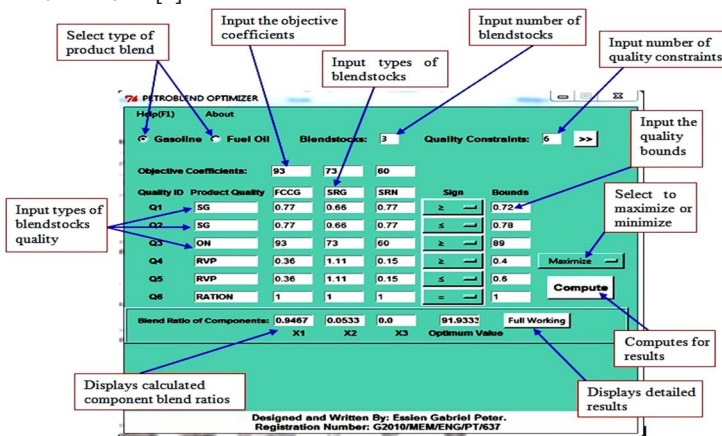 Select type of
product blend
Input the objective
coefficients
Input types of
blendstocks
Input number of
blendstocks
Input number of
quality constraints
PETROBLEND OPTIMIZER
Help(F1) About
Gasoline Fuel Oil Blendstocks: 3 Quality Constraints: 6 >>
Input the
quality
bounds
Objective Coefficients: 93 73 60
Quality ID Product Quality FCCG SRG SRN Sign Bounds
Q1 SG 0.77 0.66 0.77 ≥ 0.72
Q2 SG 0.77 0.66 0.77 ≤ 0.78
Q3 ON 93 73 60 ≥ 89
Q4 RVP 0.36 1.11 0.15 ≥ 0.4 Maximize
Q5 RVP 0.36 1.11 0.15 ≤ 0.6
Q6 RATION 1 1 1 = 1 Compute
Input types of
blendstocks
quality
Select to
maximize or
minimize
Blend Ratio of Components: 0.9467 0.0533 0.0 91.9333 Full Working
X1 X2 X3 Optimum Value
Computes for
results
Displays calculated
component blend ratios
Displays detailed
results
Designed and Written By: Essien Gabriel Peter.
Registration Number: G2010/MEM/ENG/PT/637